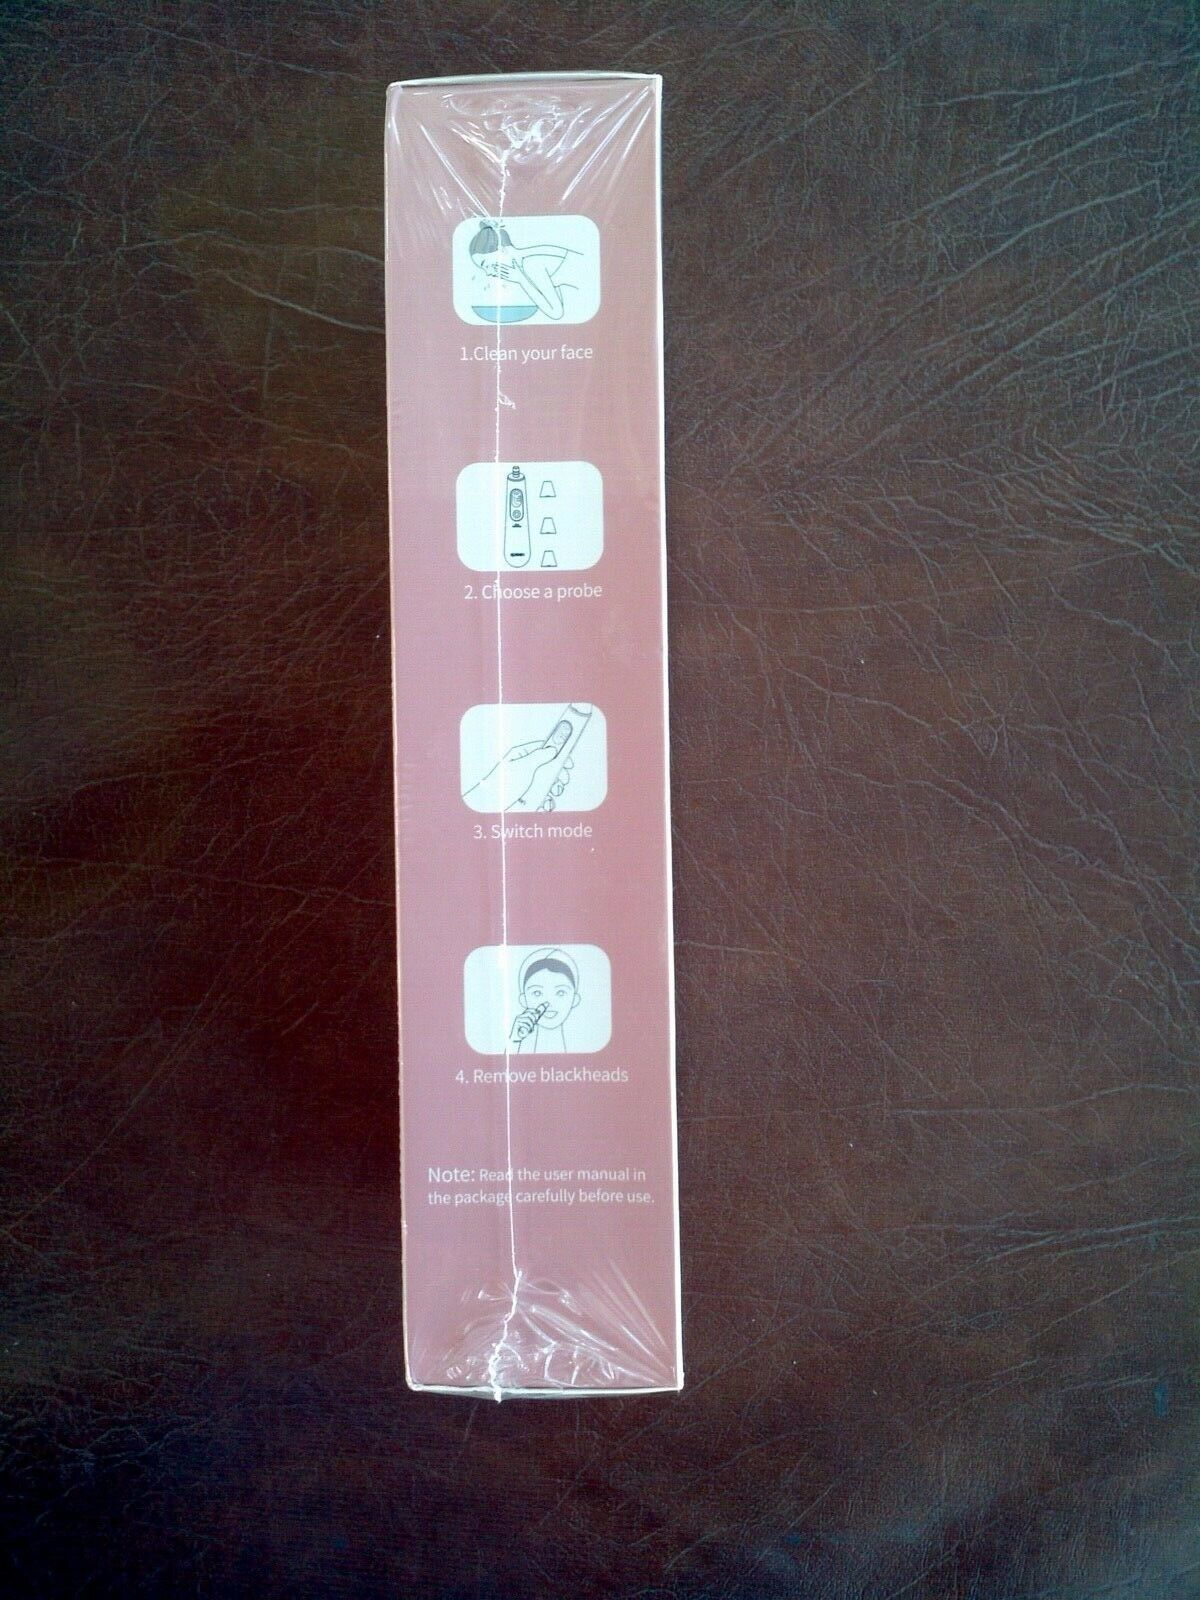 1.Clean your face
2. Choose a probe
3. Switch mode
4. Remove blackheads
Note: Read the user manual in
the package carefully before use.